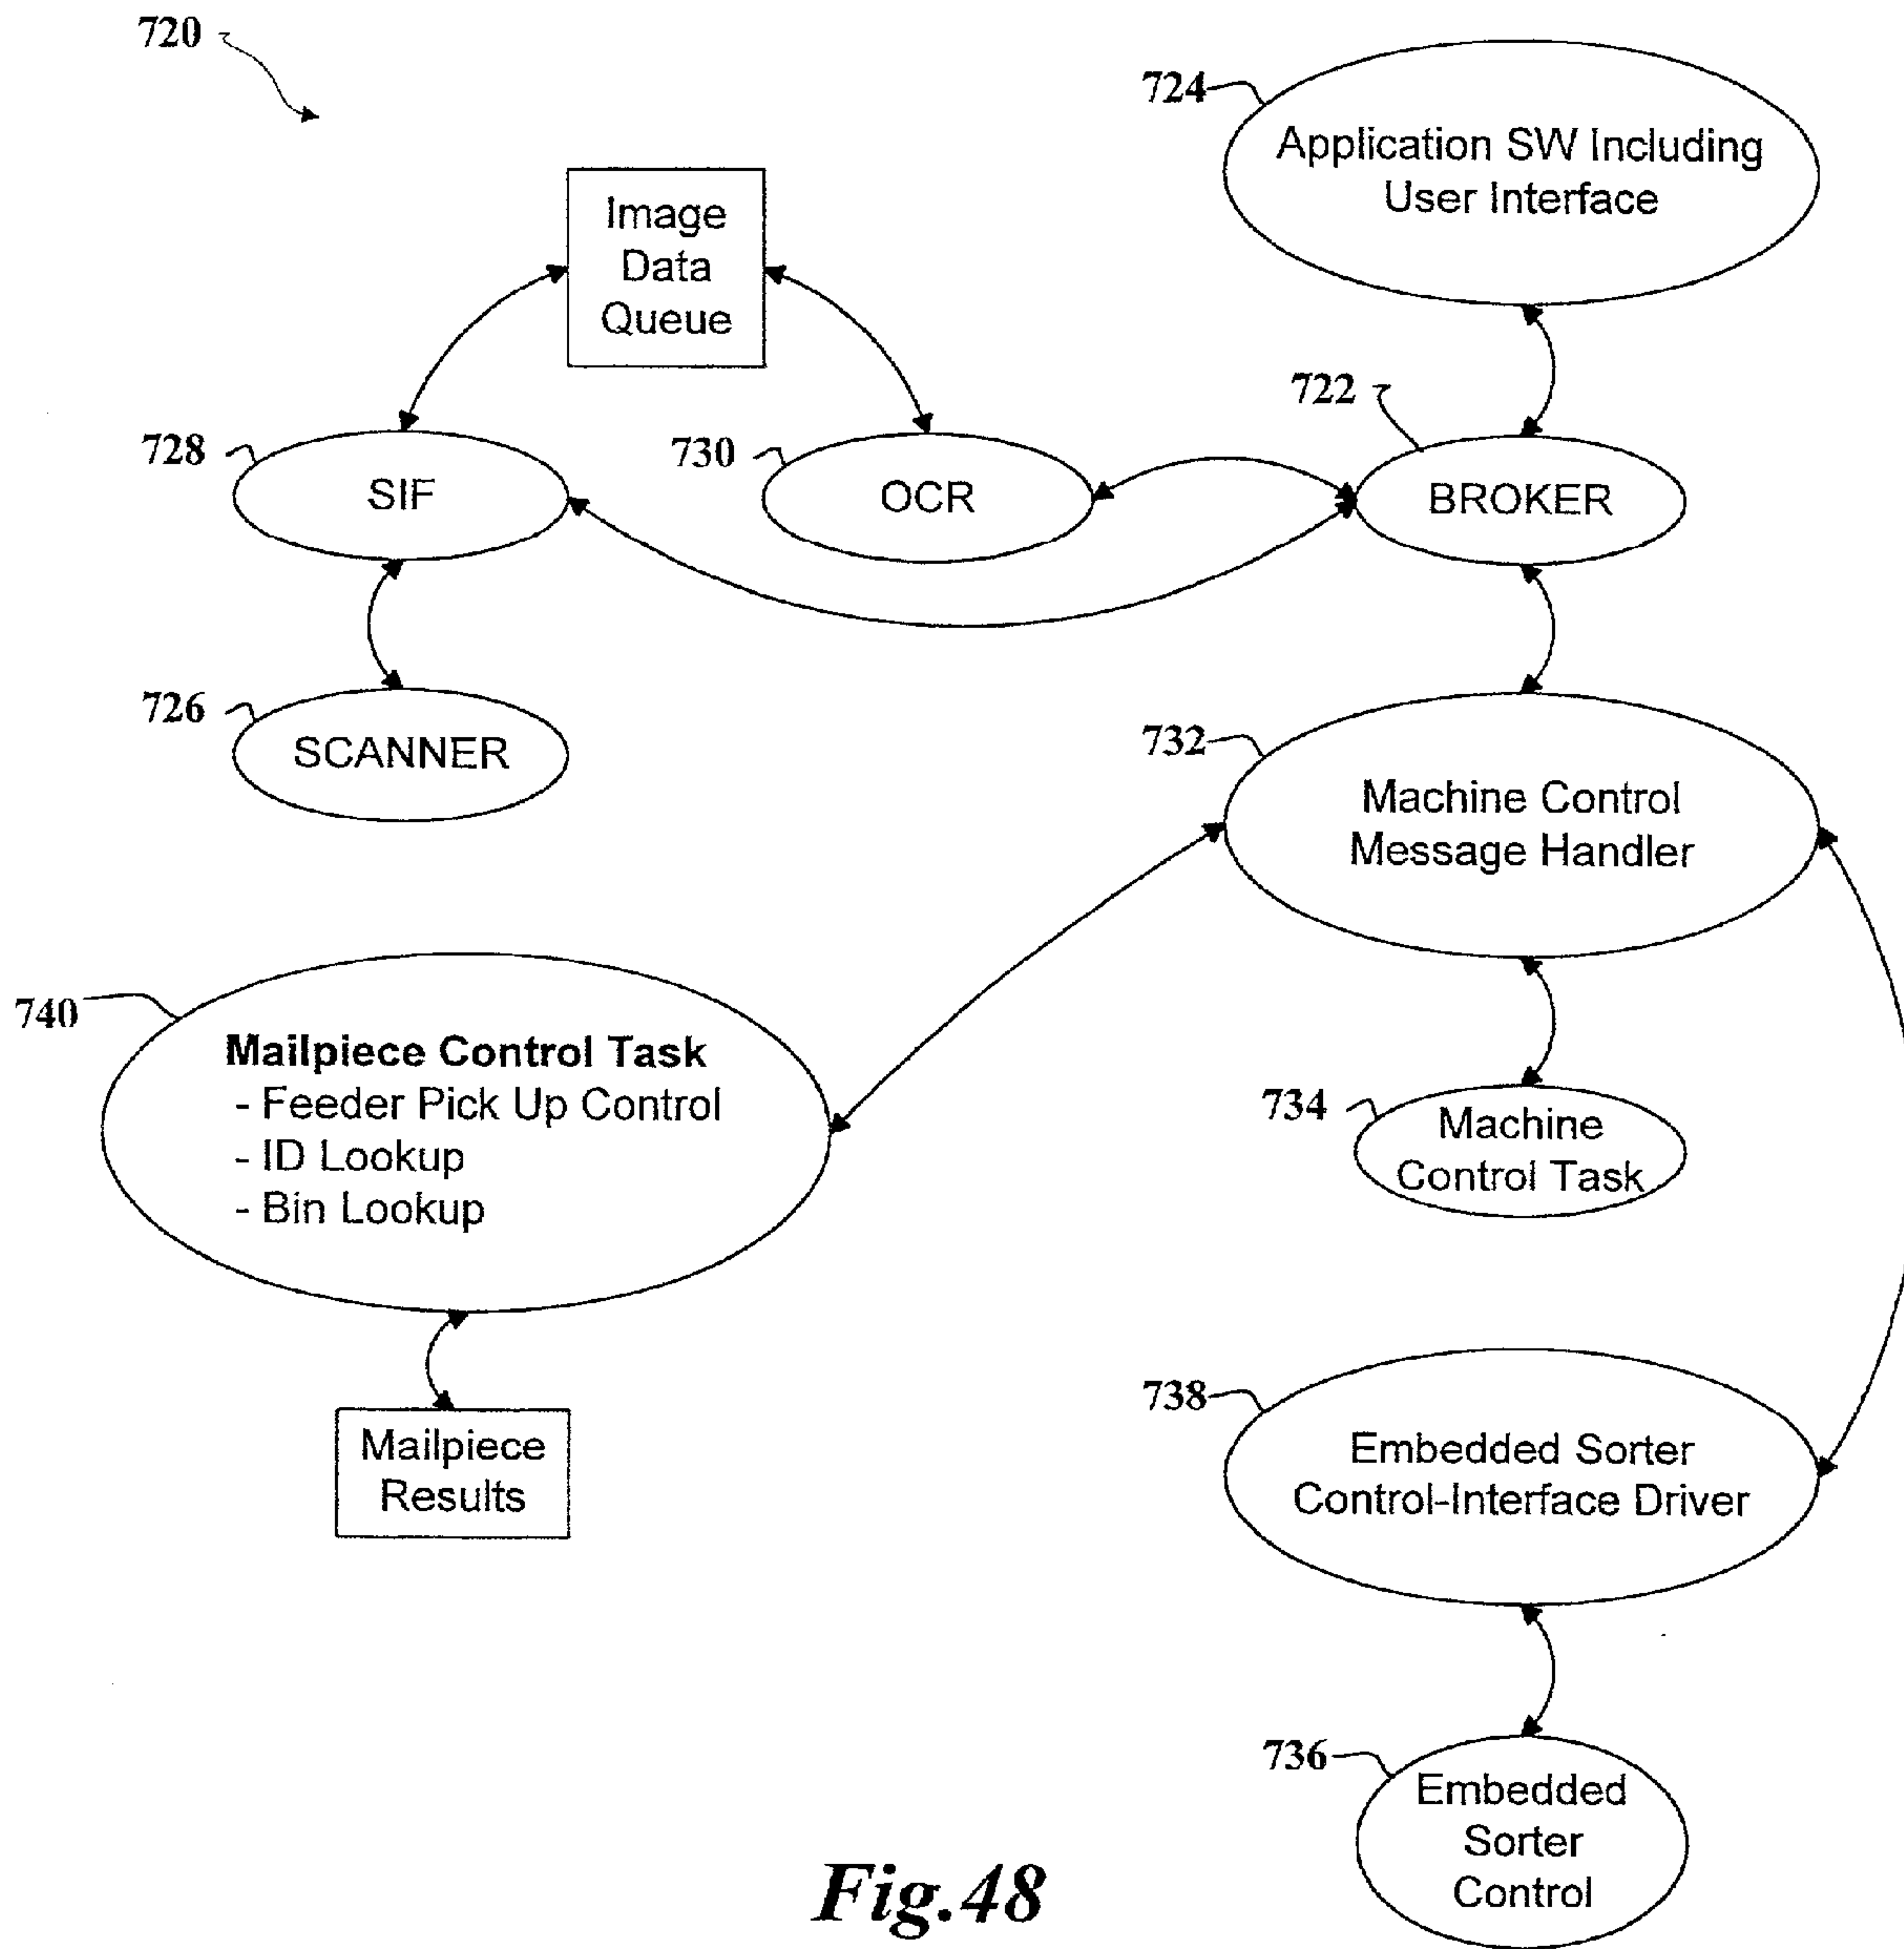 720
724
Application SW Including
User Interface
Image
Data
Queue
722
728
SIF
730
OCR
BROKER
726
SCANNER
732
Machine Control
Message Handler
740
Mailpiece Control Task
- Feeder Pick Up Control
- ID Lookup
- Bin Lookup
734
Machine
Control Task
Mailpiece
Results
738
Embedded Sorter
Control-Interface Driver
736
Embedded
Sorter
Control
Fig.48